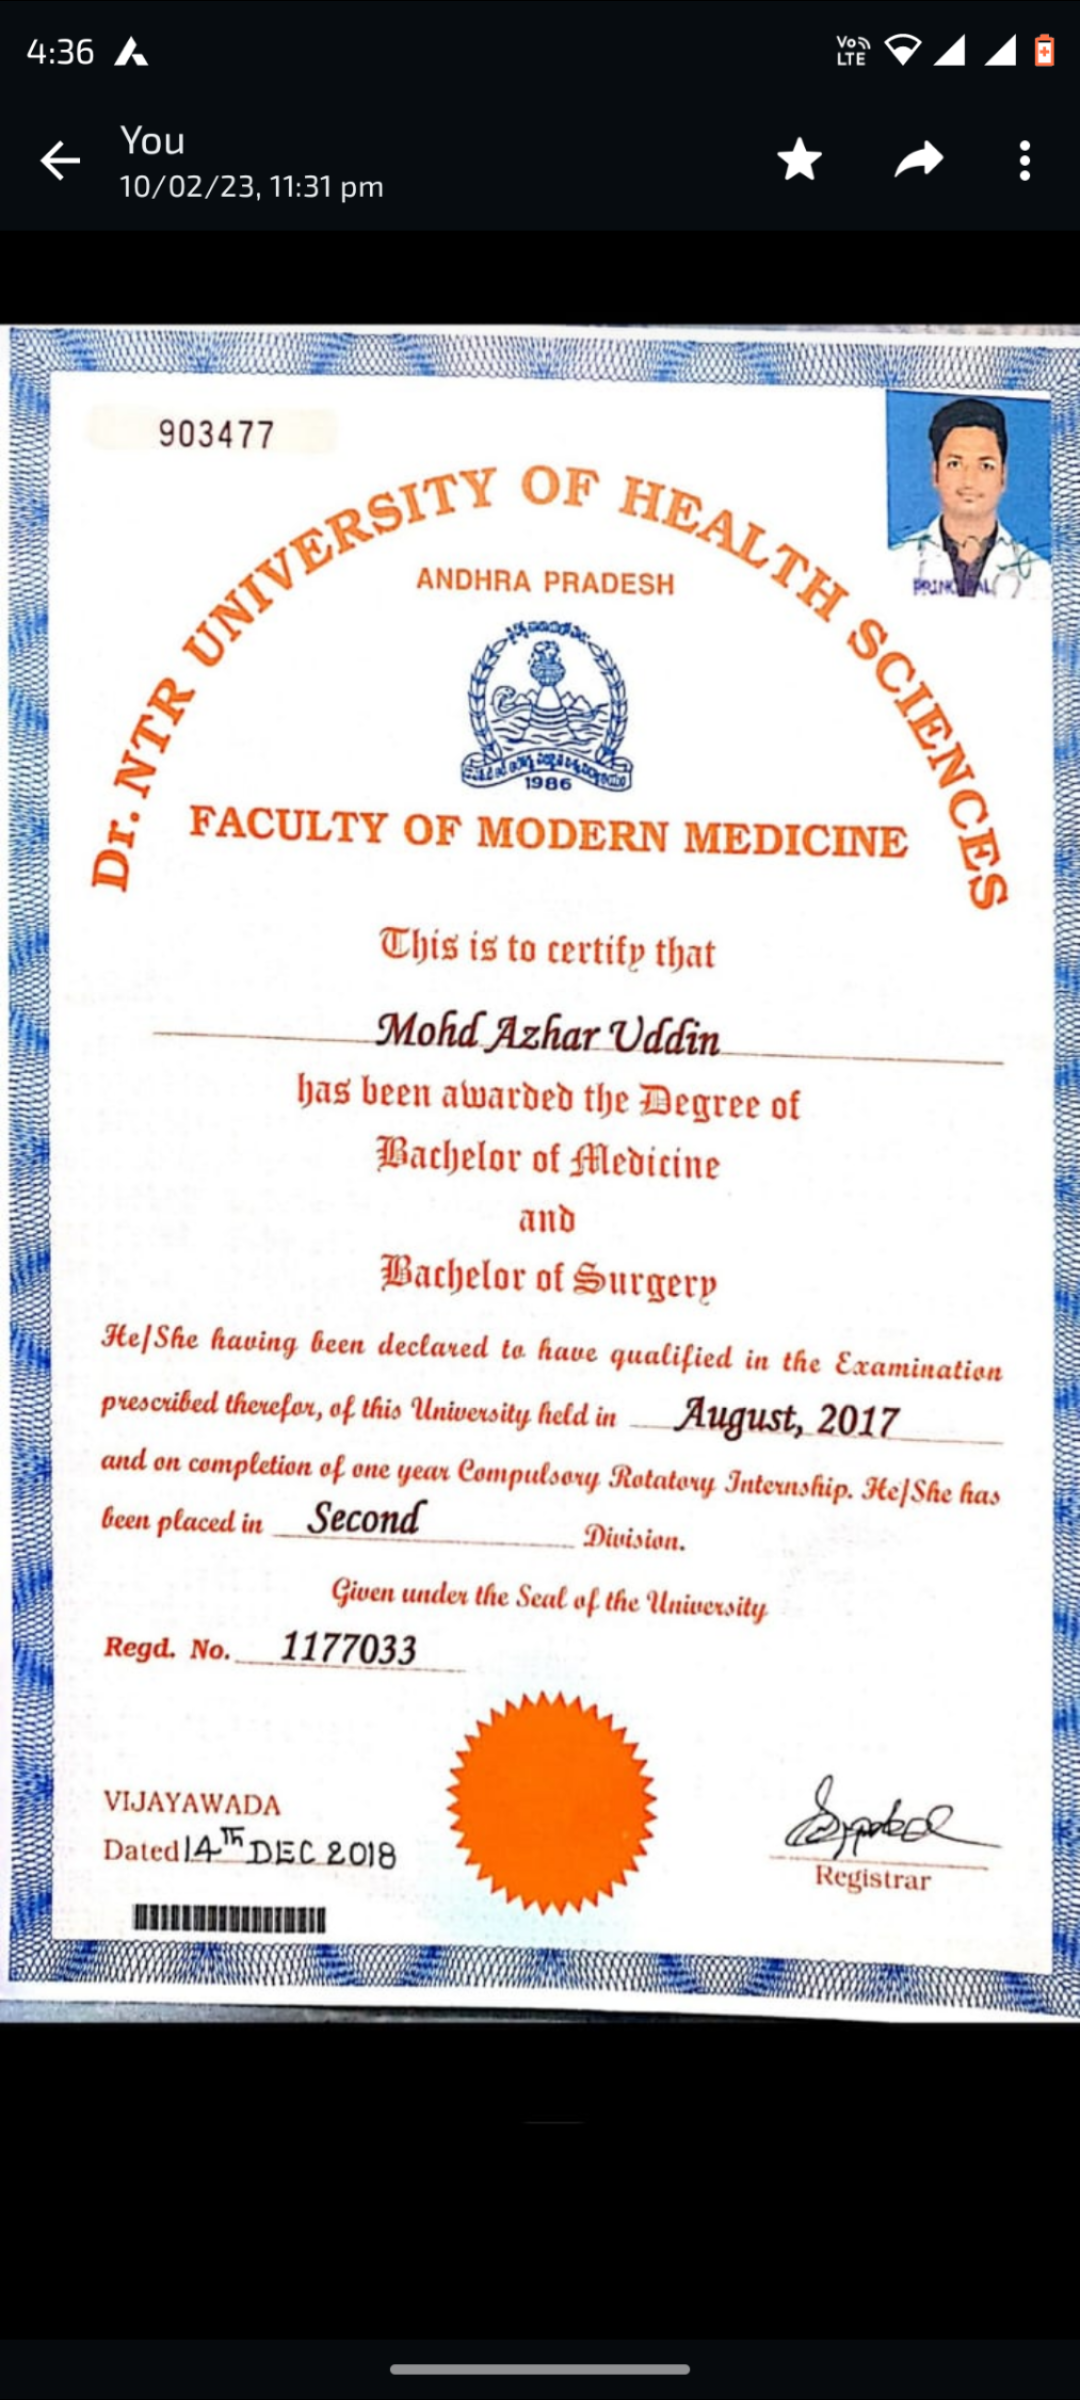 4:36
Vo LTE
You
10/02/23, 11:31 pm
903477
Dr. NTR UNIVERSITY OF HEALTH SCIENCES
ANDHRA PRADESH
1986
PRINCIPAL
FACULTY OF MODERN MEDICINE
This is to certify that
Mohd Azhar Uddin
has been awarded the Degree of
Bachelor of Medicine
and
Bachelor of Surgery
He/She having been declared to have qualified in the Examination
prescribed therefor, of this University held in August, 2017
and on completion of one year Compulsory Rotatory Internship. He/She has
been placed in Second Division.
Given under the Seal of the University
Regd. No. 1177033
VIJAYAWADA
Dated 14TH DEC 2018
Registrar